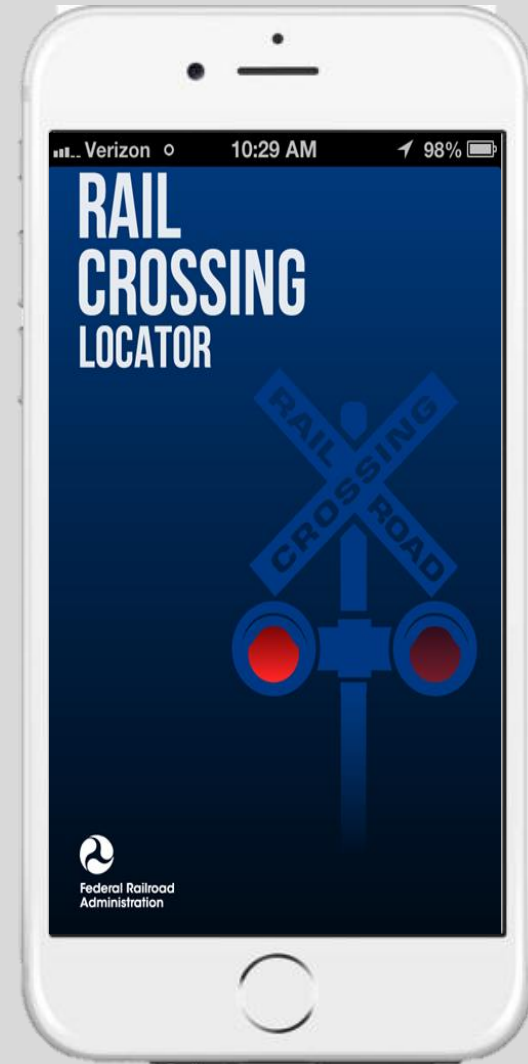 Verizon 10:29 AM 98%
RAIL
CROSSING
LOCATOR
RAIL ROAD
CROSSING
Federal Railroad
Administration